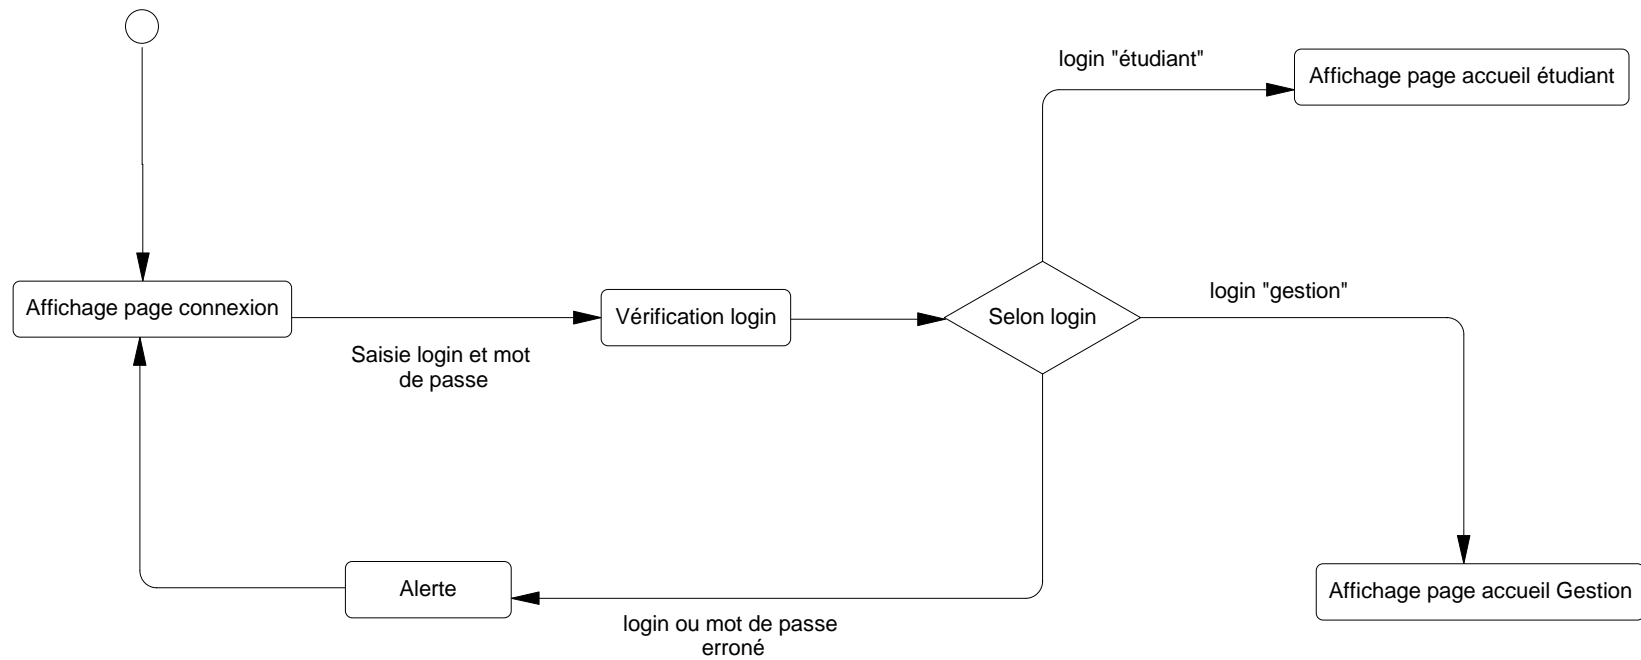 login "étudiant"
Affichage page accueil étudiant
login "gestion"
Affichage page connexion
Vérification login
Selon login
Saisie login et mot
de passe
Alerte
Affichage page accueil Gestion
login ou mot de passe
erroné